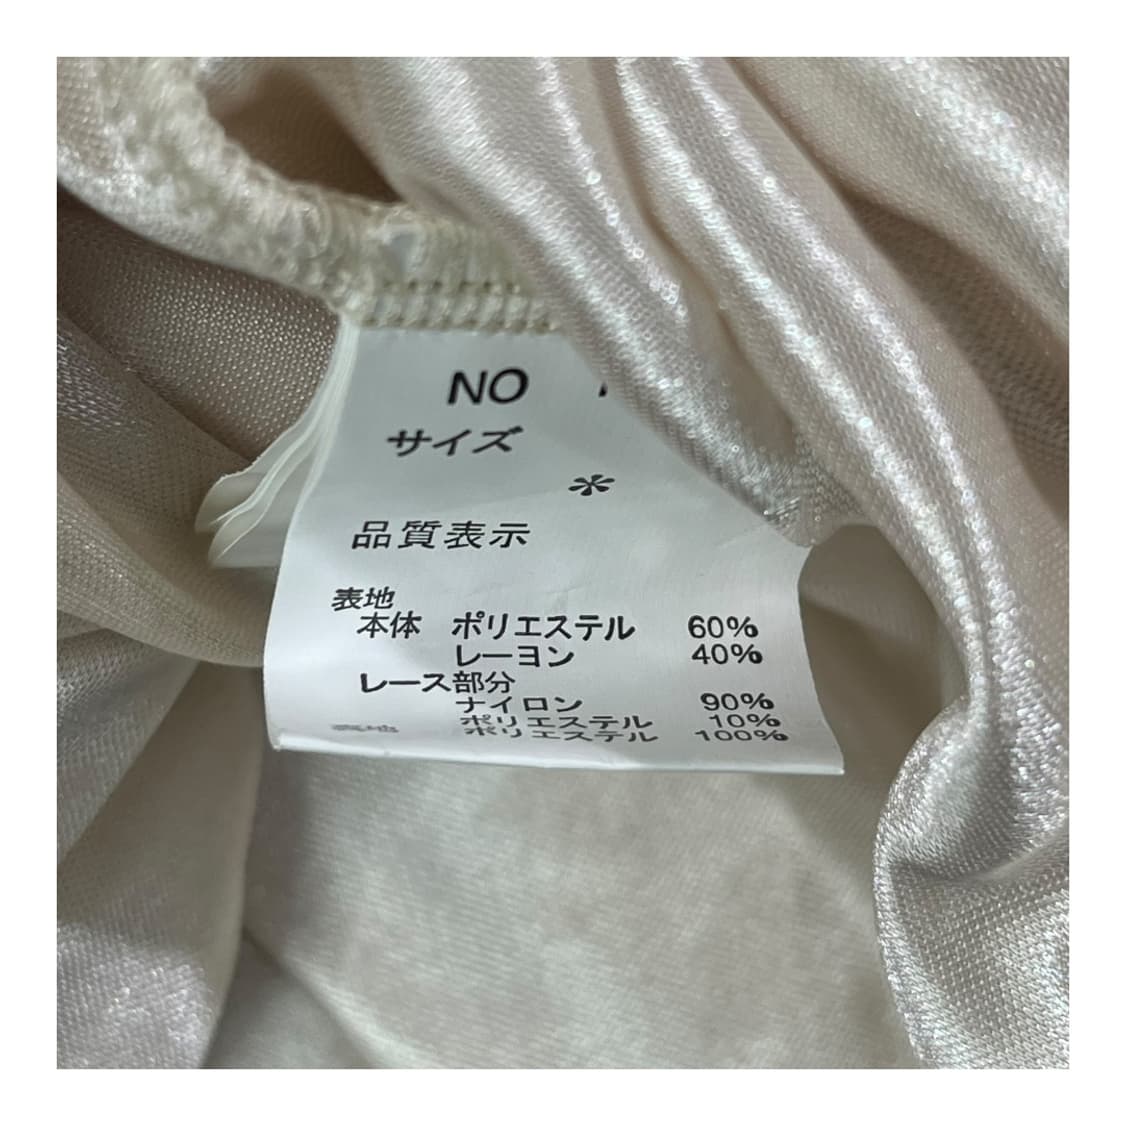 NO
サイズ
*
品質表示
表地
本体 ポリエステル 60%
レーヨン 40%
レース部分
ナイロン 90%
ポリエステル 10%
ポリエステル 100%